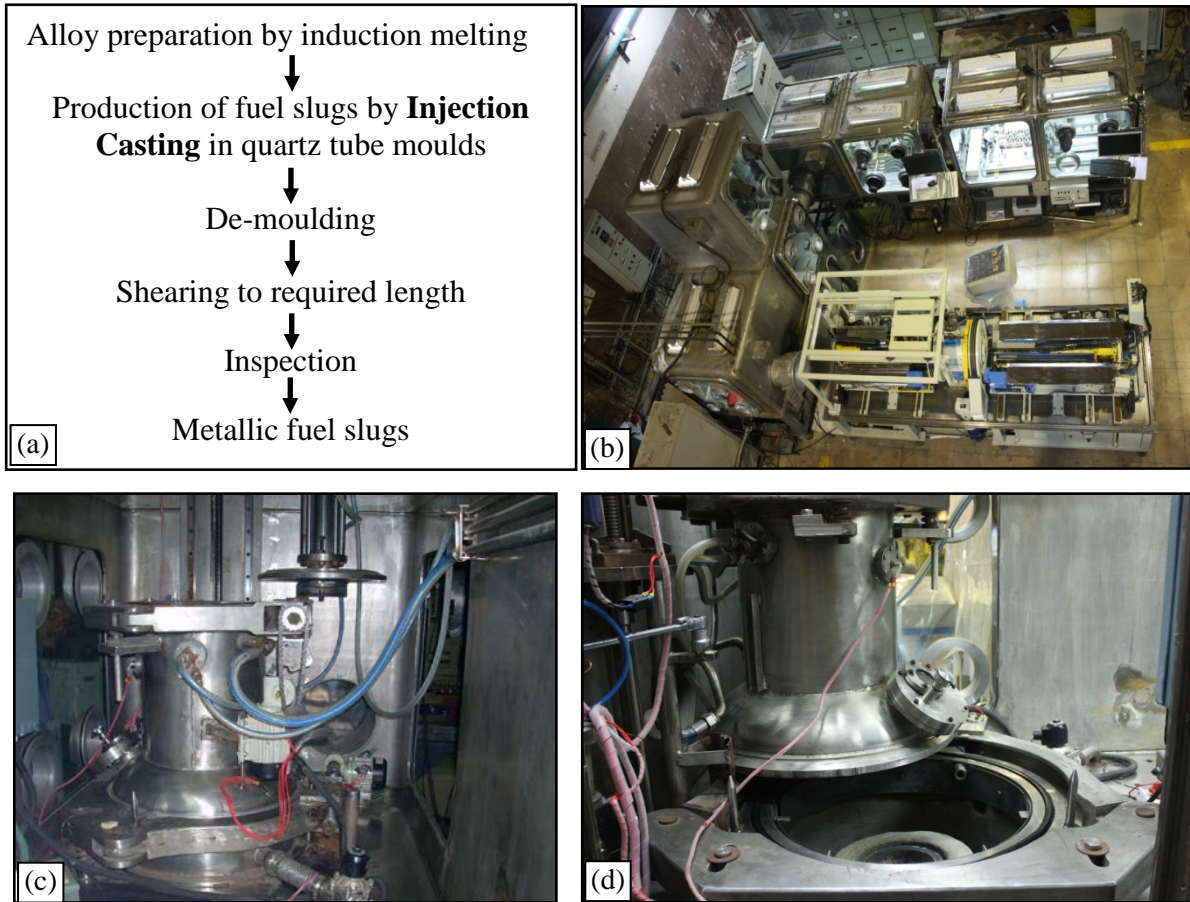 Alloy preparation by induction melting
Production of fuel slugs by Injection
Casting in quartz tube moulds
De-moulding
Shearing to required length
Inspection
Metallic fuel slugs
(a)
(b)
(c)
(d)